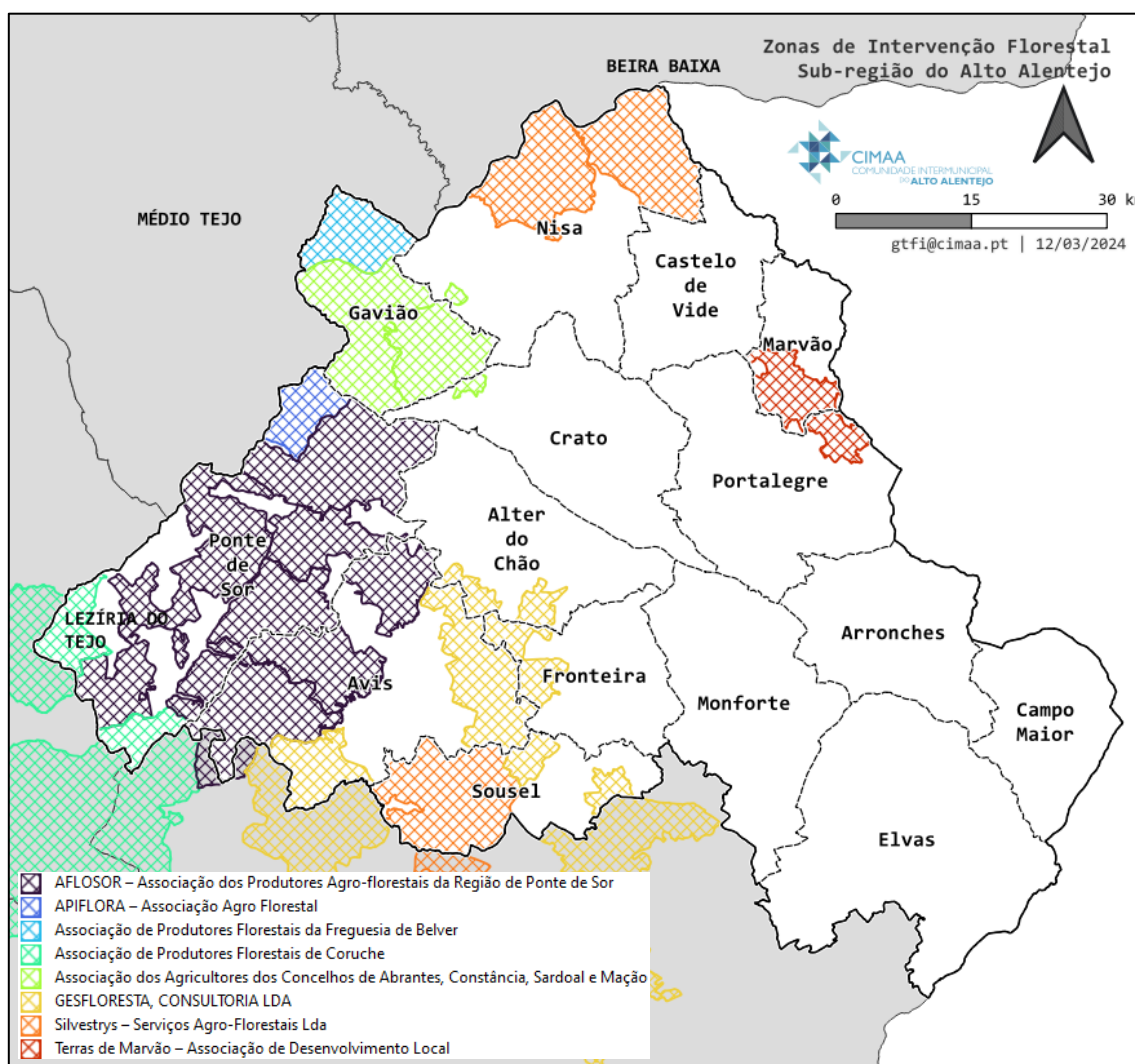 Zonas de Intervenção Florestal
Sub-região do Alto Alentejo
BEIRA BAIXA
CIMAA
COMUNIDADE INTERMUNICIPAL
DO ALTO ALENTEJO
0 15 30 k
gtfi@cimaa.pt | 12/03/2024
MÉDIO TEJO
Nisa
Castelo
de
Vide
Gavião
Marvão
Crato
Portalegre
Alter
do
Chão
Ponte
de
Sor
LEZÍRIA DO
TEJO
Arronches
Fronteira
Avis
Monforte
Campo
Maior
Sousel
Elvas
AFLOSOR – Associação dos Produtores Agro-florestais da Região de Ponte de Sor
APIFLORA – Associação Agro Florestal
Associação de Produtores Florestais da Freguesia de Belver
Associação de Produtores Florestais de Coruche
Associação dos Agricultores dos Concelhos de Abrantes, Constância, Sardoal e Mação
GESFLORESTA, CONSULTORIA LDA
Silvestrys – Serviços Agro-Florestais Lda
Terras de Marvão – Associação de Desenvolvimento Local